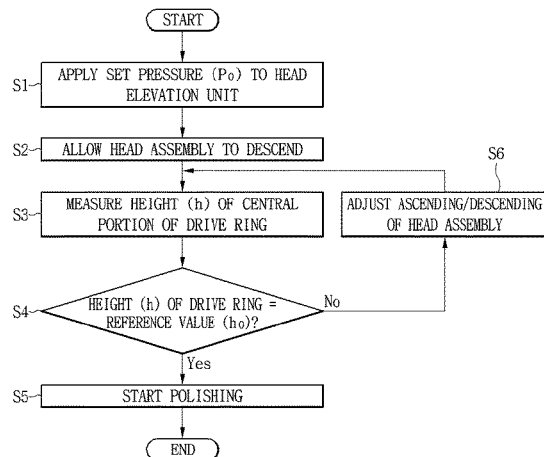 START
S1
APPLY SET PRESSURE (P₀) TO HEAD
ELEVATION UNIT
S2
ALLOW HEAD ASSEMBLY TO DESCEND
S6
S3
MEASURE HEIGHT (h) OF CENTRAL
PORTION OF DRIVE RING
ADJUST ASCENDING/DESCENDING
OF HEAD ASSEMBLY
S4
HEIGHT (h) OF DRIVE RING =
REFERENCE VALUE (h₀)?
No
Yes
S5
START POLISHING
END